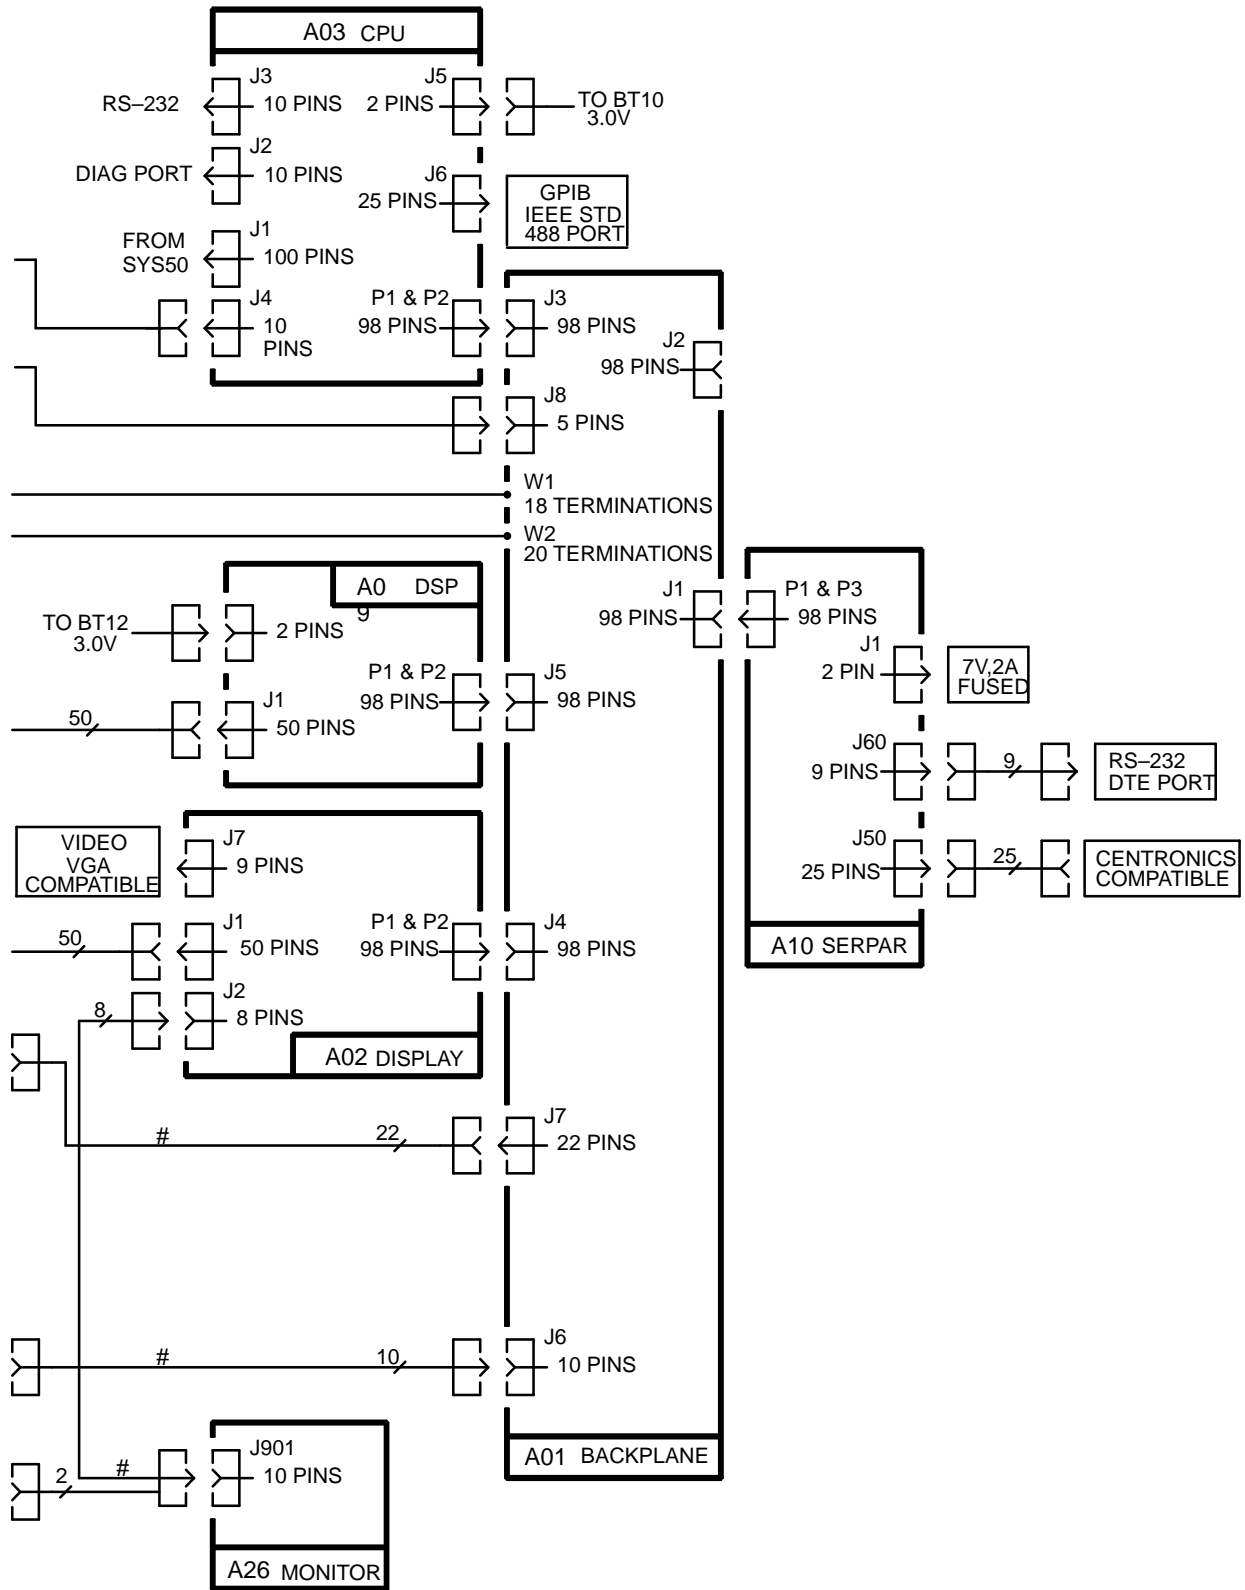 A03 CPU
J3
RS–232
10 PINS
J5
2 PINS
TO BT10
3.0V
J2
DIAG PORT
10 PINS
J6
25 PINS
GPIB
IEEE STD
488 PORT
J1
FROM
SYS50
100 PINS
J4
10
PINS
P1 & P2
98 PINS
J3
98 PINS
J2
98 PINS
J8
5 PINS
W1
18 TERMINATIONS
W2
20 TERMINATIONS
A0 DSP
9
TO BT12
3.0V
2 PINS
J1
98 PINS
P1 & P3
98 PINS
J1
2 PIN
7V,2A
FUSED
P1 & P2
98 PINS
J5
98 PINS
50
J1
50 PINS
J60
9 PINS
9
RS–232
DTE PORT
VIDEO
VGA
COMPATIBLE
J7
9 PINS
J50
25 PINS
25
CENTRONICS
COMPATIBLE
50
J1
50 PINS
P1 & P2
98 PINS
J4
98 PINS
A10 SERPAR
8
J2
8 PINS
A02 DISPLAY
#
22
J7
22 PINS
#
10
J6
10 PINS
J901
10 PINS
2
#
A01 BACKPLANE
A26 MONITOR